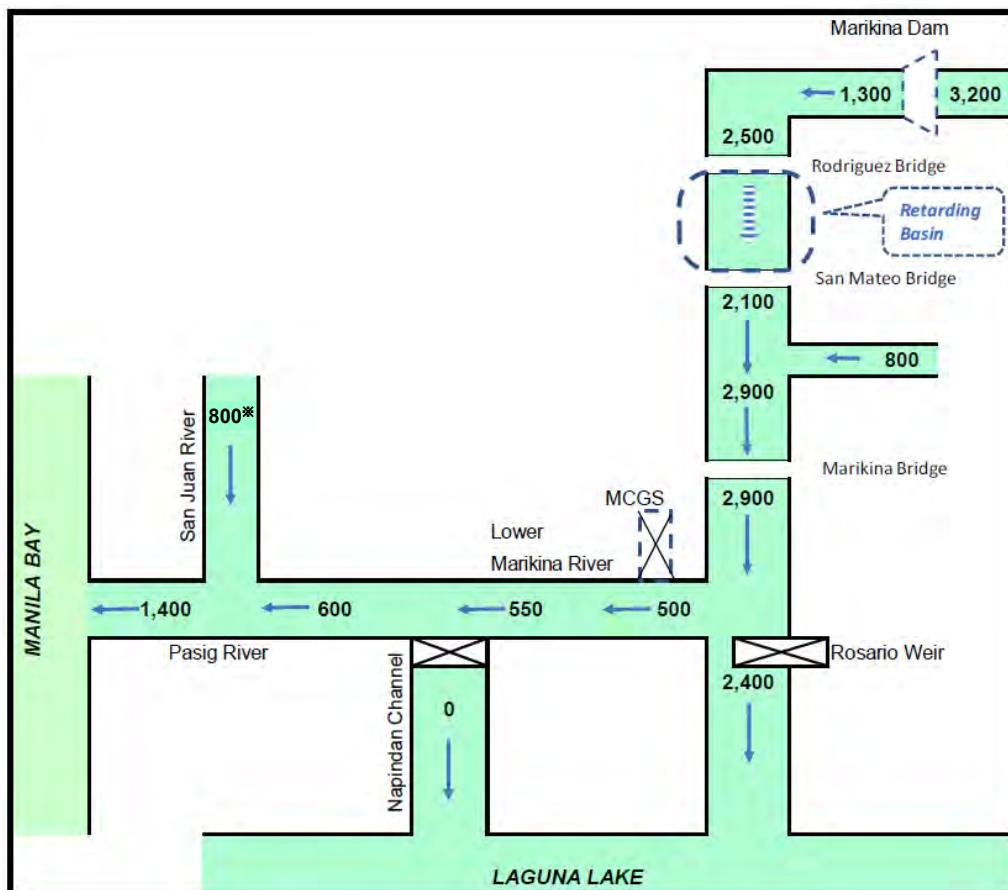 Marikina Dam
1,300
3,200
2,500
Rodriguez Bridge
Retarding
Basin
San Mateo Bridge
2,100
800
2,900
800※
San Juan River
Marikina Bridge
MCGS
2,900
Lower
Marikina River
MANILA BAY
1,400
600
550
500
Pasig River
Rosario Weir
2,400
Napindan Channel
0
LAGUNA LAKE